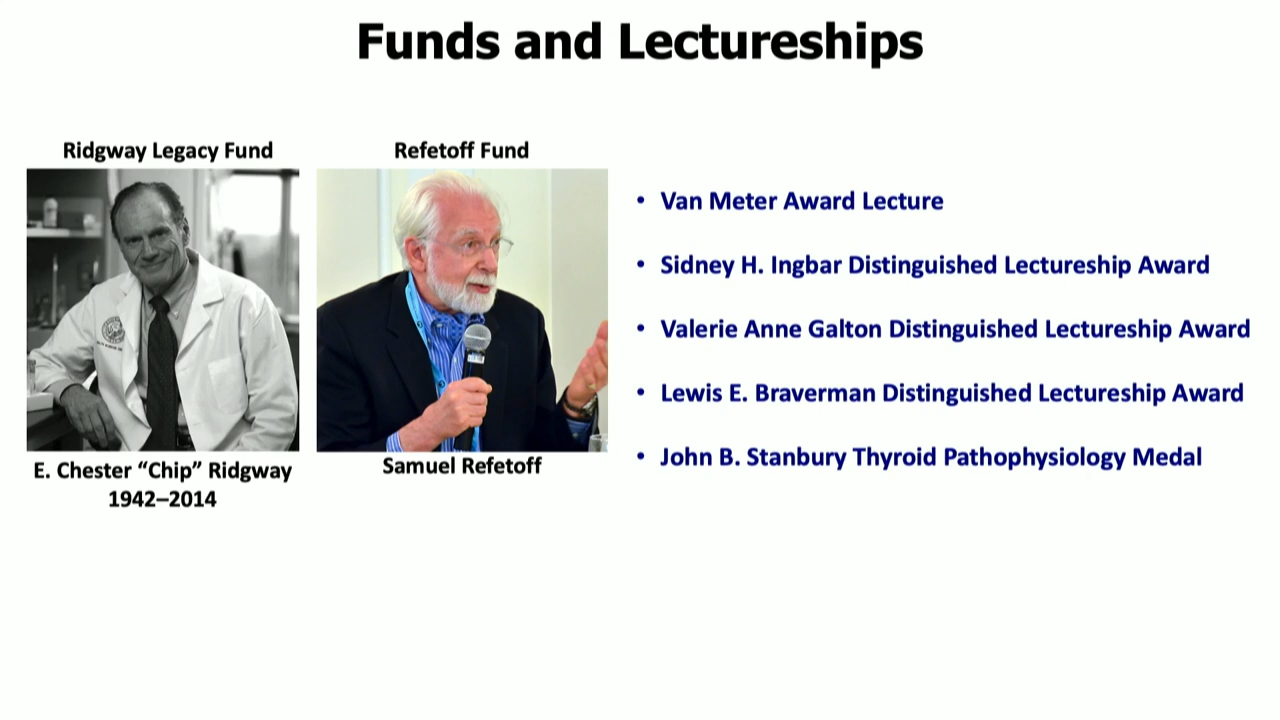 Funds and Lectureships
Ridgway Legacy Fund
E. Chester “Chip” Ridgway
1942–2014
Refetoff Fund
Samuel Refetoff
• Van Meter Award Lecture
• Sidney H. Ingbar Distinguished Lectureship Award
• Valerie Anne Galton Distinguished Lectureship Award
• Lewis E. Braverman Distinguished Lectureship Award
• John B. Stanbury Thyroid Pathophysiology Medal